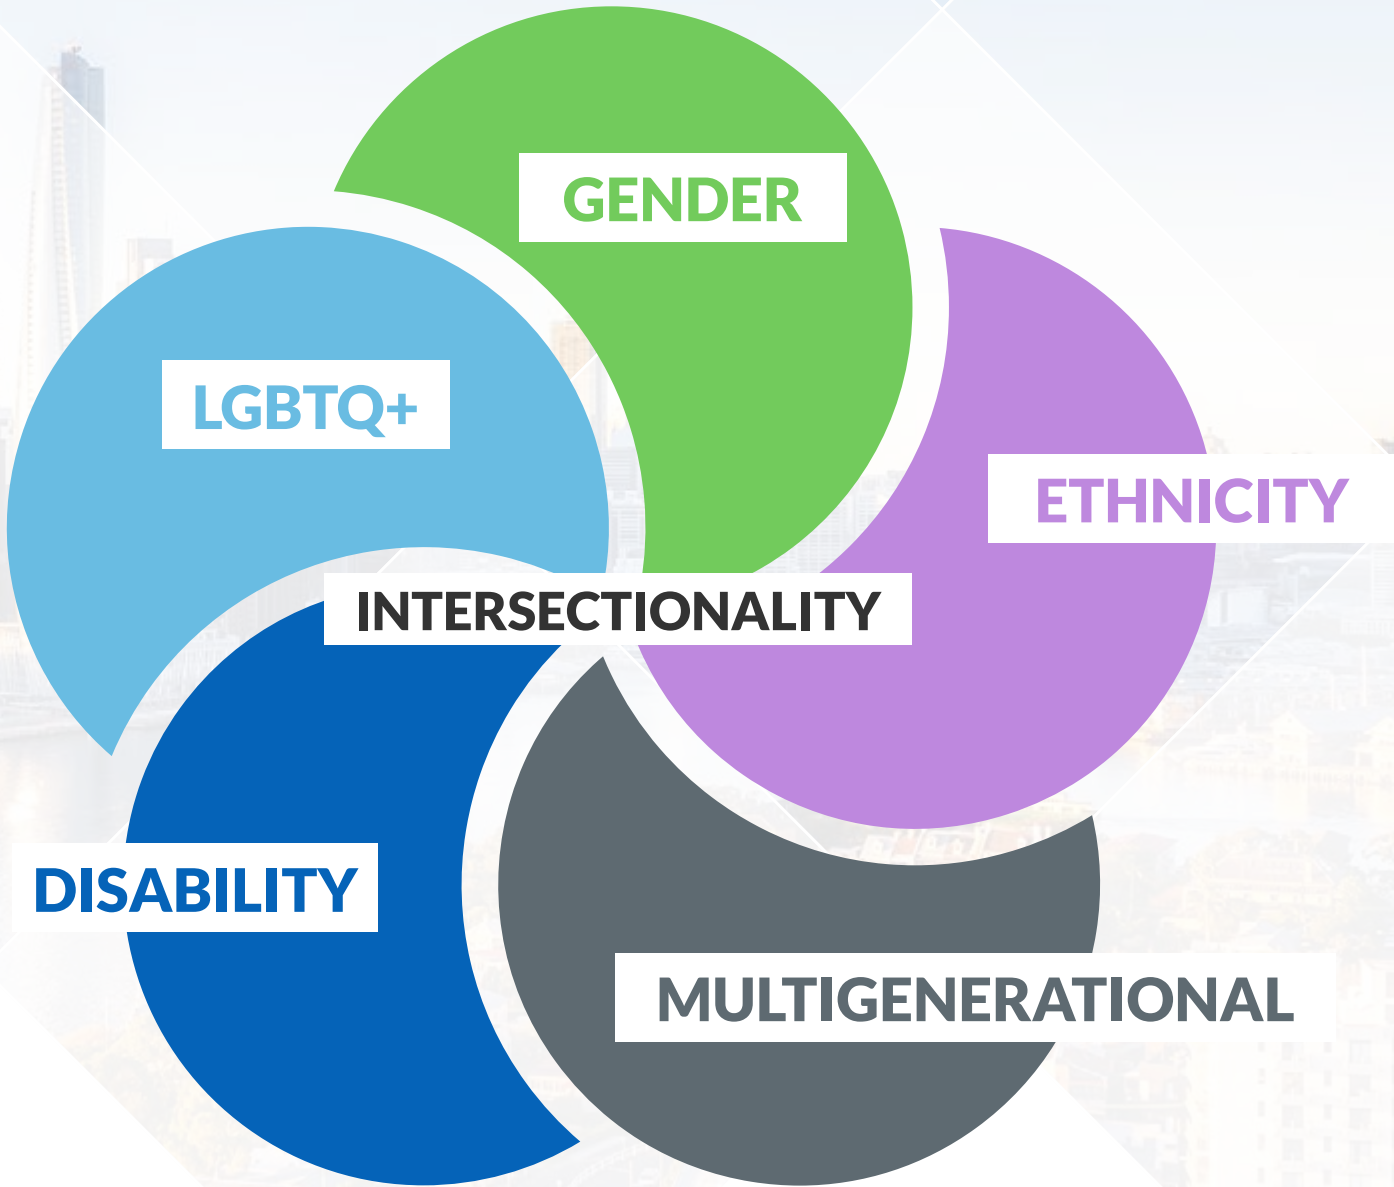 GENDER
LGBTQ+
ETHNICITY
INTERSECTIONALITY
DISABILITY
MULTIGENERATIONAL